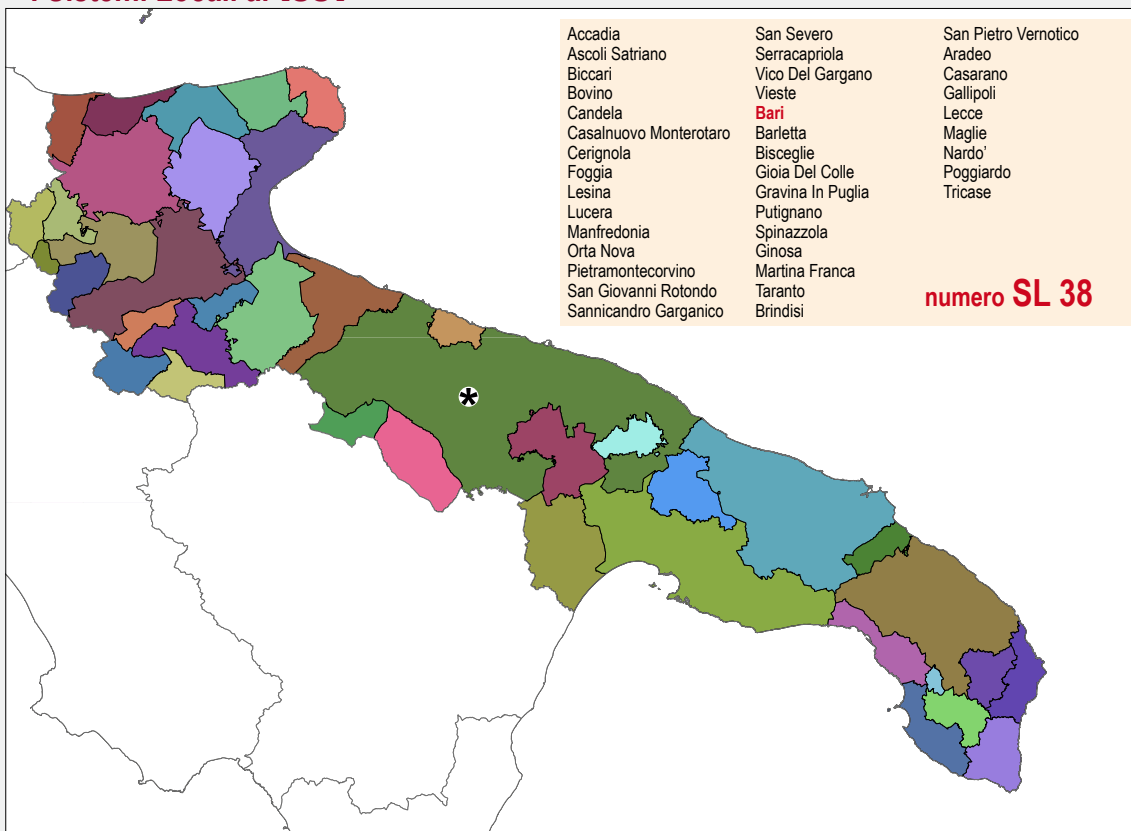 Accadia
Ascoli Satriano
Biccari
Bovino
Candela
Casalnuovo Monterotaro
Cerignola
Foggia
Lesina
Lucera
Manfredonia
Orta Nova
Pietramontecorvino
San Giovanni Rotondo
Sannicandro Garganico
San Severo
Serracapriola
Vico Del Gargano
Vieste
Bari
Barletta
Bisceglie
Gioia Del Colle
Gravina In Puglia
Putignano
Spinazzola
Ginosa
Martina Franca
Taranto
Brindisi
San Pietro Vernotico
Aradeo
Casarano
Gallipoli
Lecce
Maglie
Nardo'
Poggiardo
Tricase
numero SL 38
*